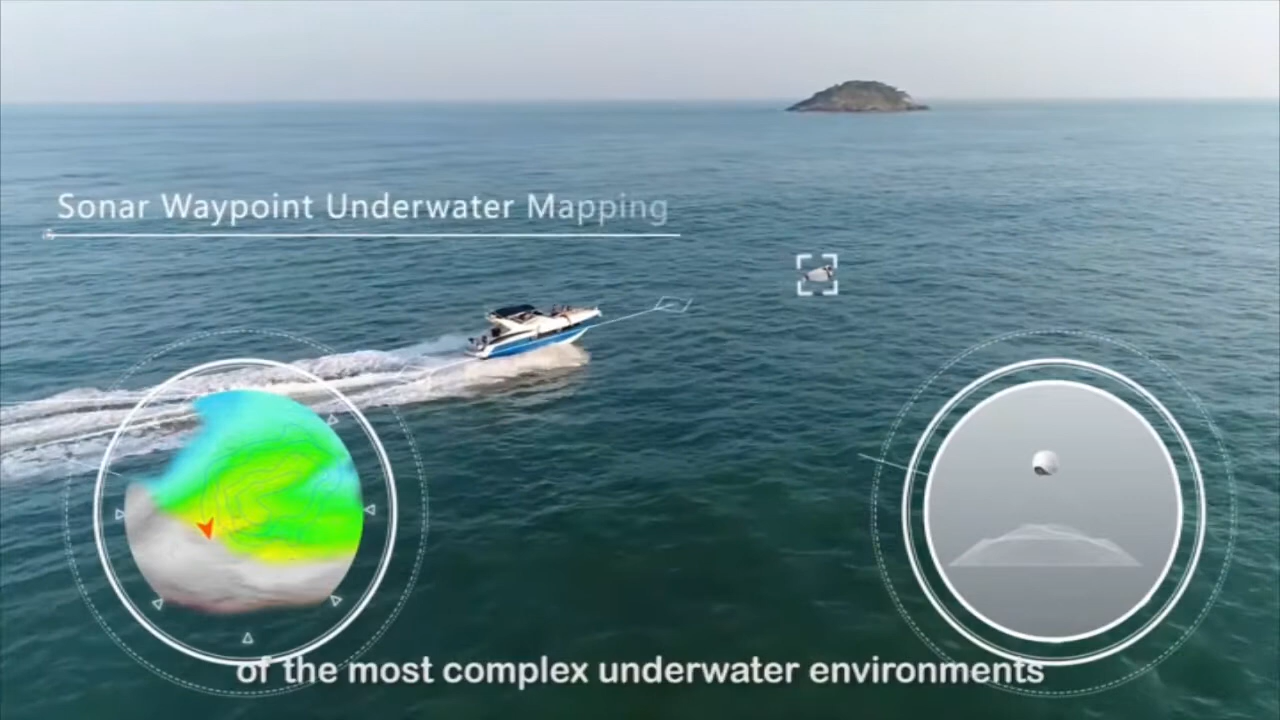 Sonar Waypoint Underwater Mapping
of the most complex underwater environments